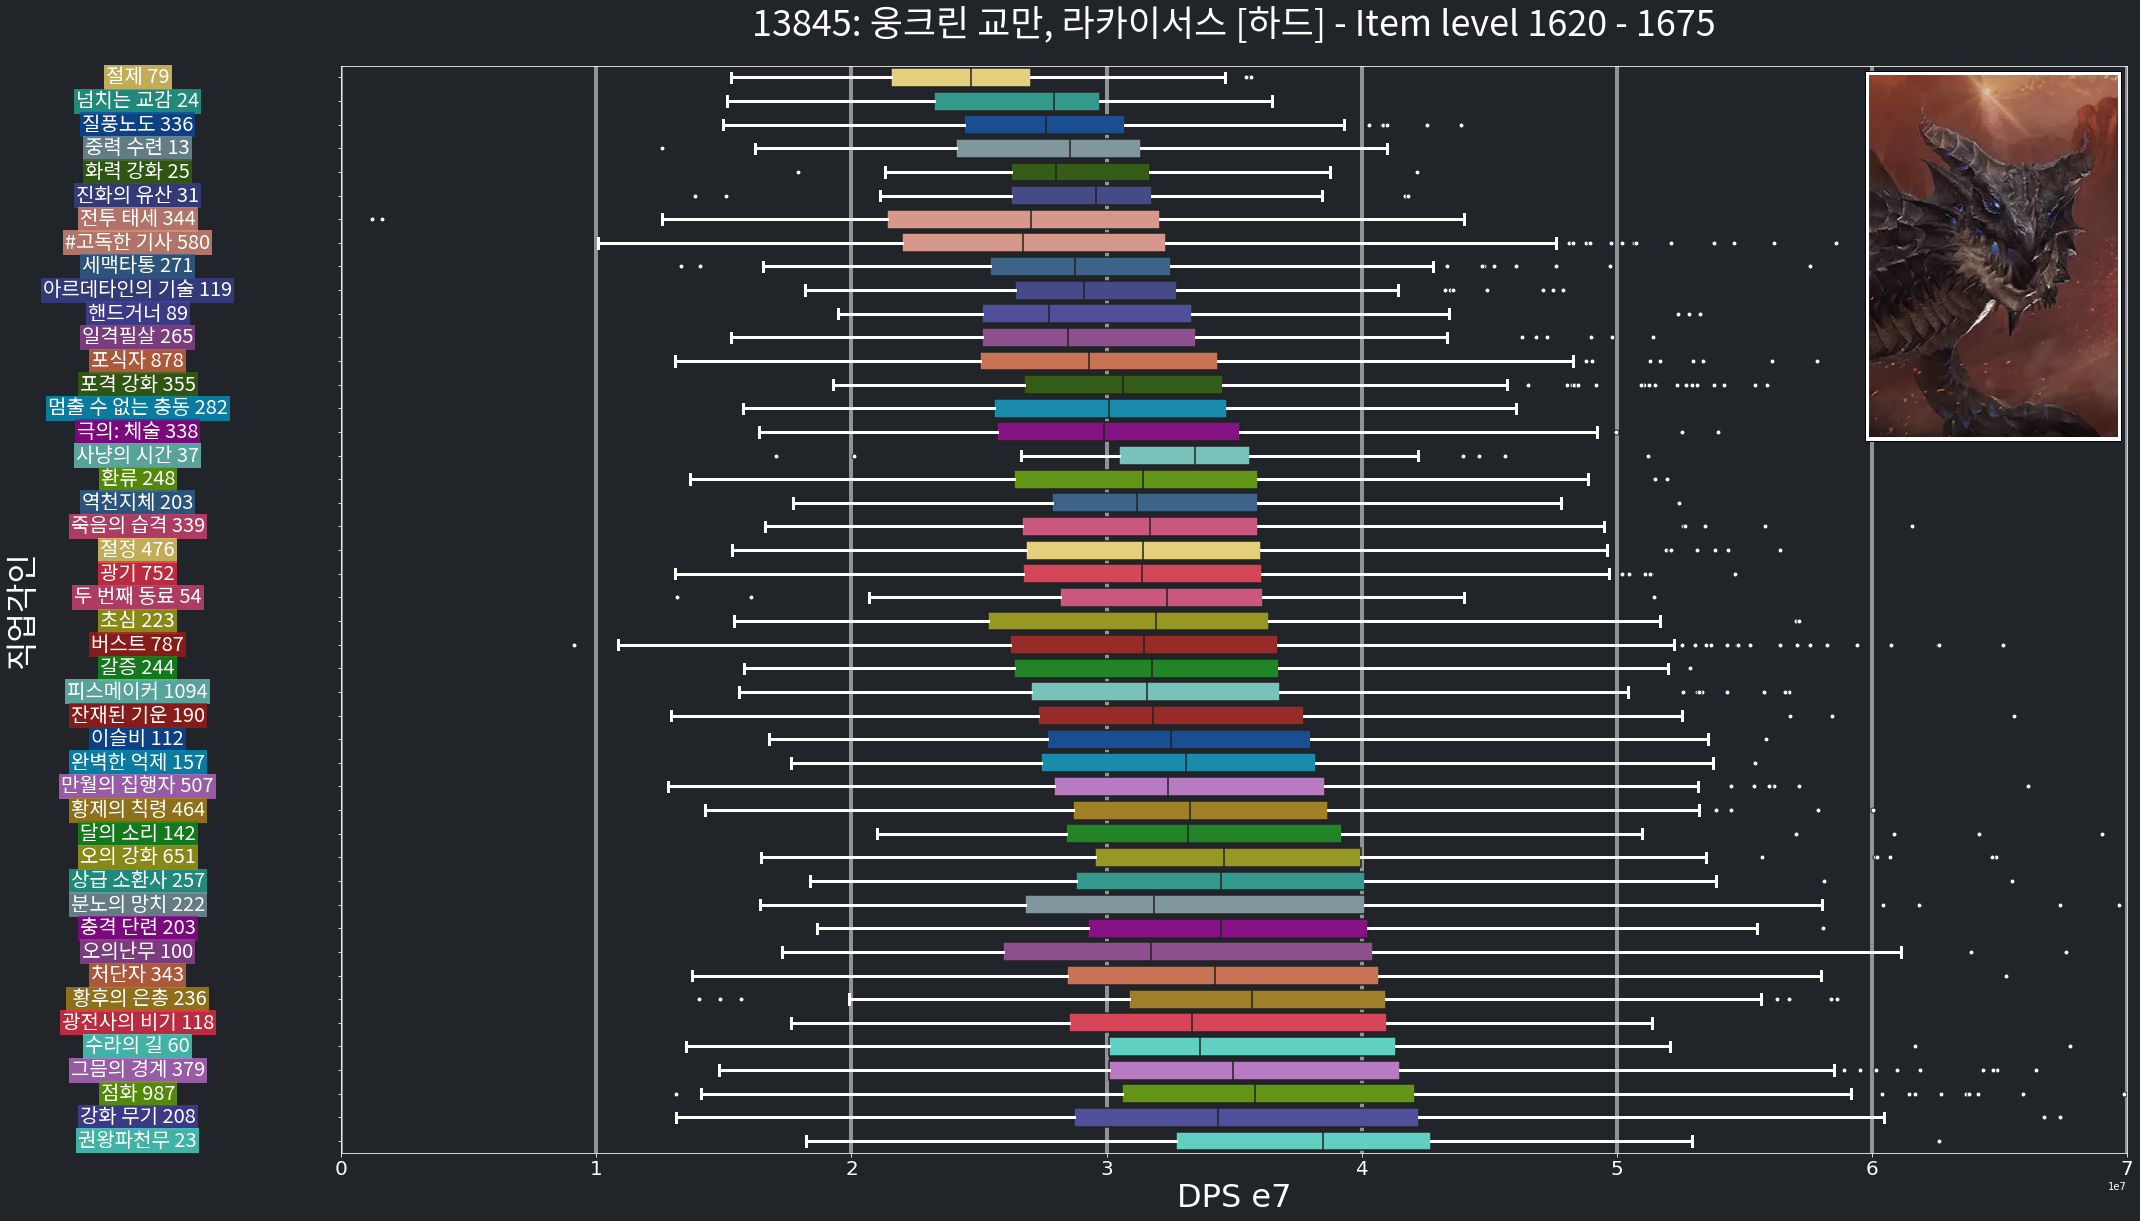 13845: 웅크린 교만, 라카이서스 [하드] - Item level 1620 - 1675
절제 79
넘치는 교감 24
질풍노도 336
중력 수련 13
화력 강화 25
진화의 유산 31
전투 태세 344
#고독한 기사 580
세맥타통 271
아르데타인의 기술 119
핸드거너 89
일격필살 265
포식자 878
포격 강화 355
멈출 수 없는 충동 282
극의: 체술 338
사냥의 시간 37
환류 248
역천지체 203
죽음의 습격 339
절정 476
광기 752
두 번째 동료 54
초심 223
버스트 787
갈증 244
피스메이커 1094
잔재된 기운 190
이슬비 112
완벽한 억제 157
만월의 집행자 507
황제의 칙령 464
달의 소리 142
오의 강화 651
상급 소환사 257
분노의 망치 222
충격 단련 203
오의난무 100
처단자 343
황후의 은총 236
광전사의 비기 118
수라의 길 60
그믐의 경계 379
점화 987
강화 무기 208
권왕파천무 23
직업각인
0 1 2 3 4 5 6 7
DPS e7
1e7